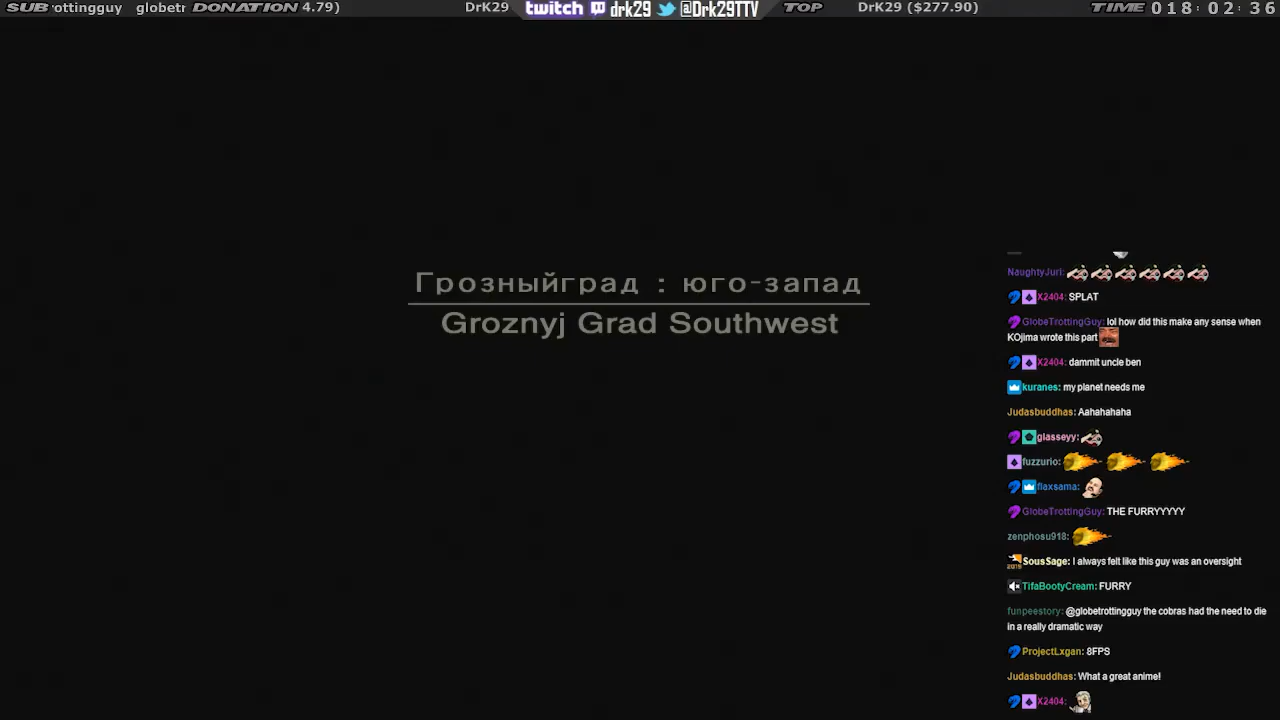 SUB rottingguy globetr DONATION 4.79) DrK29 twitch drk29 @Drk29TTV TOP DrK29 ($277.90) TIME 018:02:36
Грозныйград : юго-запад
Groznyj Grad Southwest
NaughtyJuri:
X2404: SPLAT
GlobeTrottingGuy: lol how did this make any sense when
KOjima wrote this part
X2404: dammit uncle ben
kuranes: my planet needs me
Judasbuddhas: Aahahahaha
glasseyy:
fuzzurio:
flaxsama:
GlobeTrottingGuy: THE FURRYYYYY
zenphosu918:
2015
SousSage: I always felt like this guy was an oversight
TifaBootyCream: FURRY
funpeestory: @globetrottingguy the cobras had the need to die
in a really dramatic way
ProjectLxgan: 8FPS
Judasbuddhas: What a great anime!
X2404: